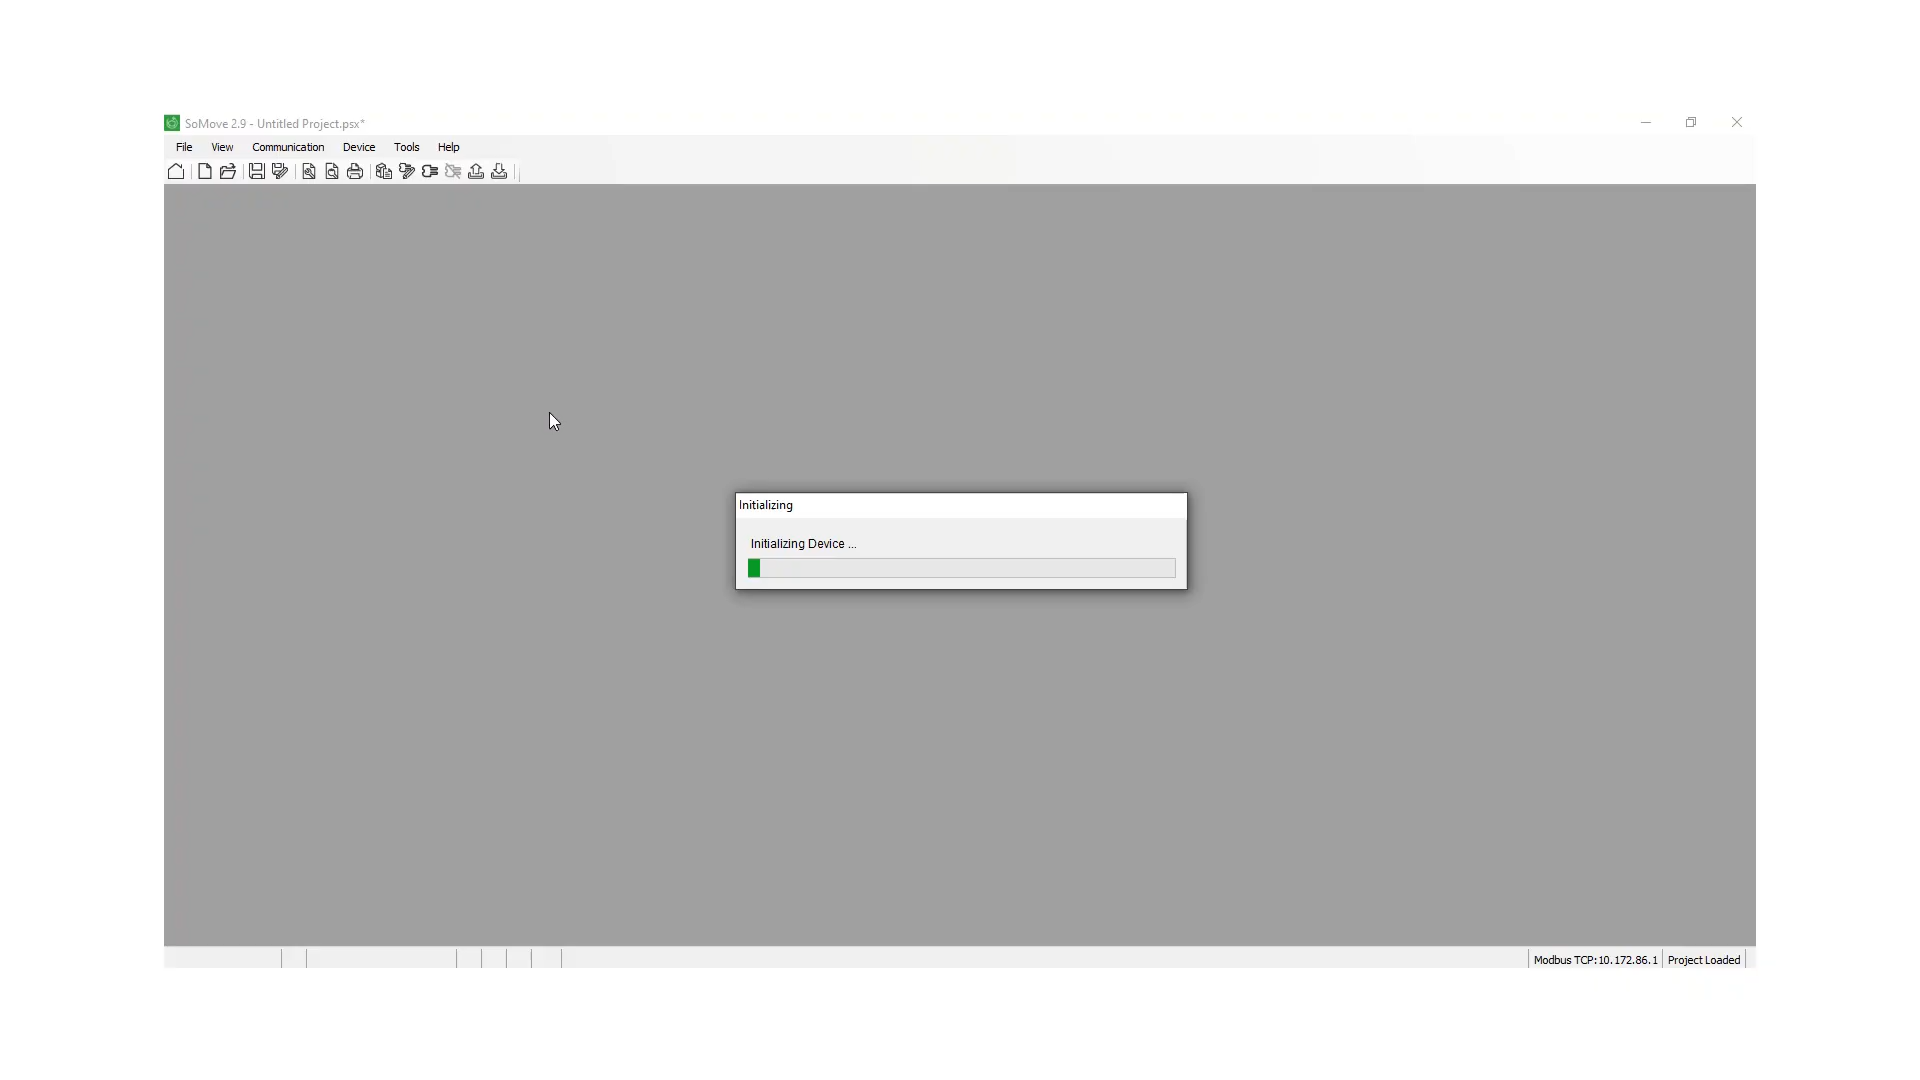 SoMove 2.9 - Untitled Project.psx*
File View Communication Device Tools Help
Initializing
Initializing Device ...
Modbus TCP:10.172.86.1 Project Loaded